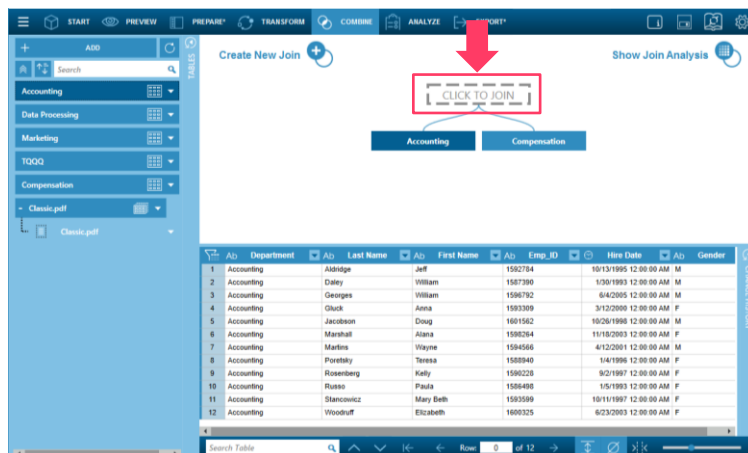 START
PREVIEW
PREPARE*
TRANSFORM
COMBINE
ANALYZE
EXPORT*
ADD
Search
TABLES
Accounting
Data Processing
Marketing
TQQQ
Compensation
Classic.pdf
Classic.pdf
Create New Join
Show Join Analysis
CLICK TO JOIN
Accounting Compensation
Ab Department Ab Last Name Ab First Name Ab Emp_ID Hire Date Ab Gender
1 Accounting Aldridge Jeff 1592784 10/13/1995 12:00:00 AM M
2 Accounting Daley William 1587390 1/30/1993 12:00:00 AM M
3 Accounting Georges William 1596792 6/4/2005 12:00:00 AM M
4 Accounting Gluck Anna 1593309 3/12/2000 12:00:00 AM F
5 Accounting Jacobson Doug 1601562 10/26/1998 12:00:00 AM M
6 Accounting Marshall Alana 1598264 11/18/2003 12:00:00 AM F
7 Accounting Martins Wayne 1594566 4/12/2001 12:00:00 AM M
8 Accounting Poretsky Teresa 1588940 1/4/1996 12:00:00 AM F
9 Accounting Rosenberg Kelly 1590228 9/2/1997 12:00:00 AM F
10 Accounting Russo Paula 1586498 1/5/1993 12:00:00 AM F
11 Accounting Stancowicz Mary Beth 1593599 10/11/1997 12:00:00 AM F
12 Accounting Woodruff Elizabeth 1600325 6/23/2003 12:00:00 AM F
Search Table
Row: 0 of 12